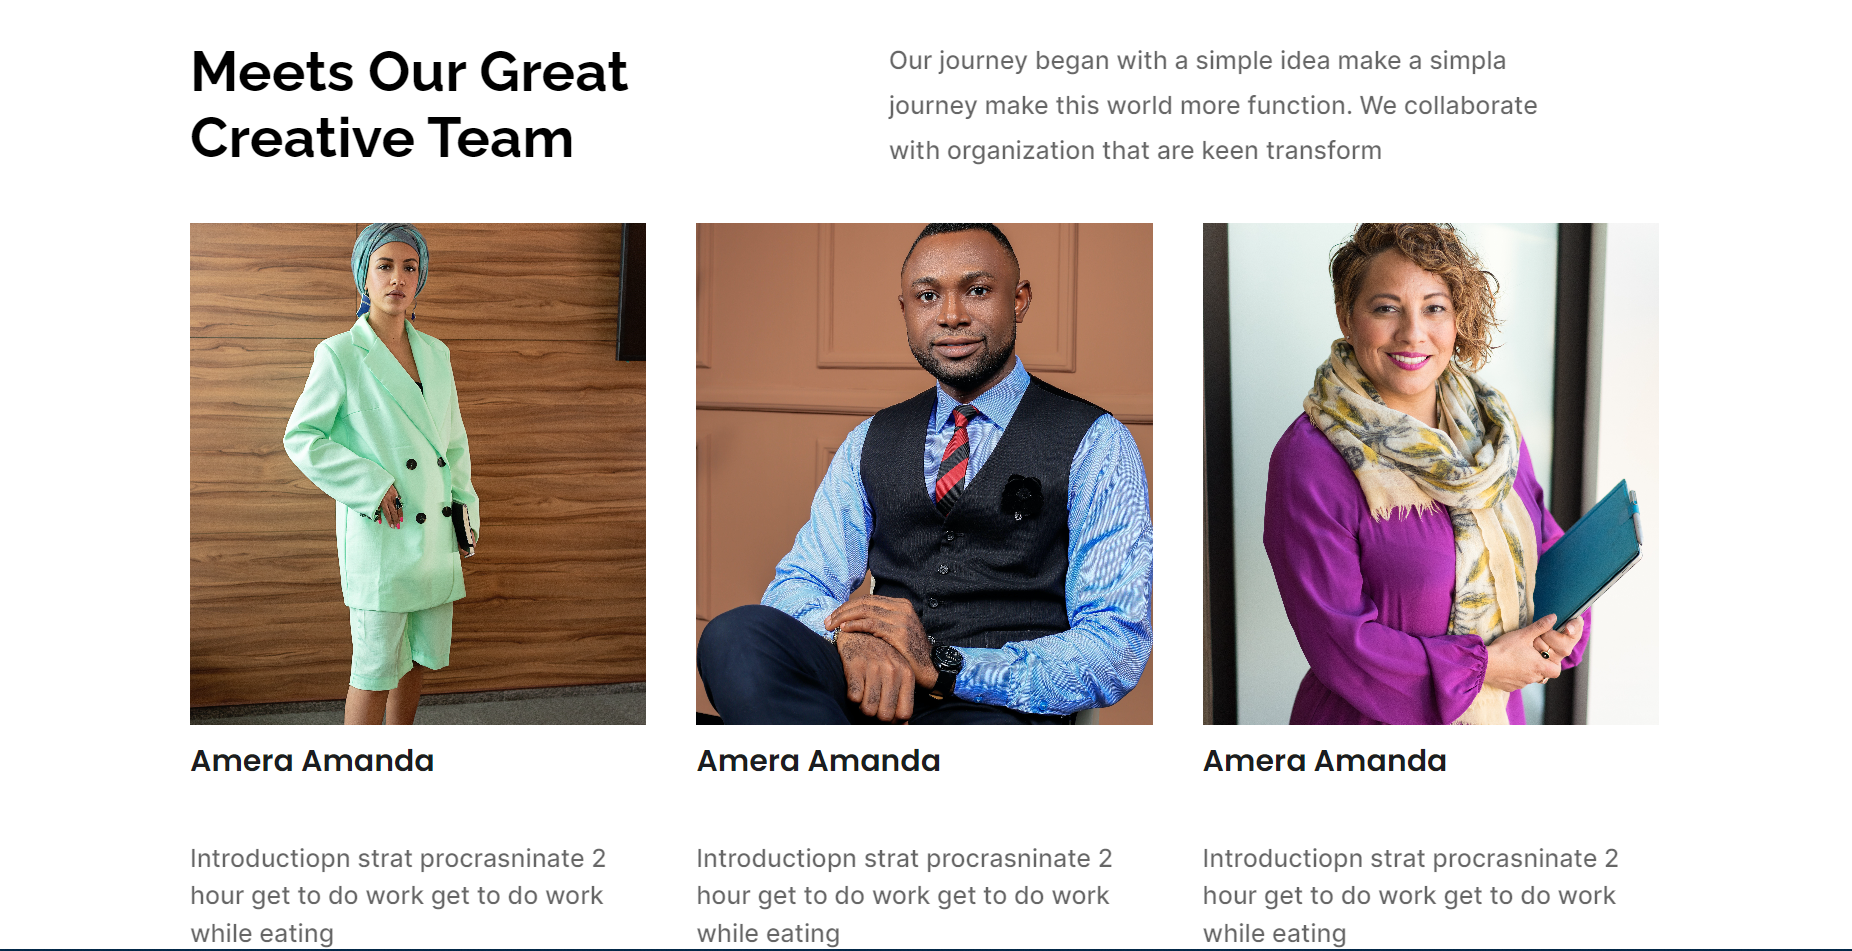 Meets Our Great
Creative Team
Our journey began with a simple idea make a simpla
journey make this world more function. We collaborate
with organization that are keen transform
Amera Amanda
Introductiopn strat procrasninate 2
hour get to do work get to do work
while eating
Amera Amanda
Introductiopn strat procrasninate 2
hour get to do work get to do work
while eating
Amera Amanda
Introductiopn strat procrasninate 2
hour get to do work get to do work
while eating